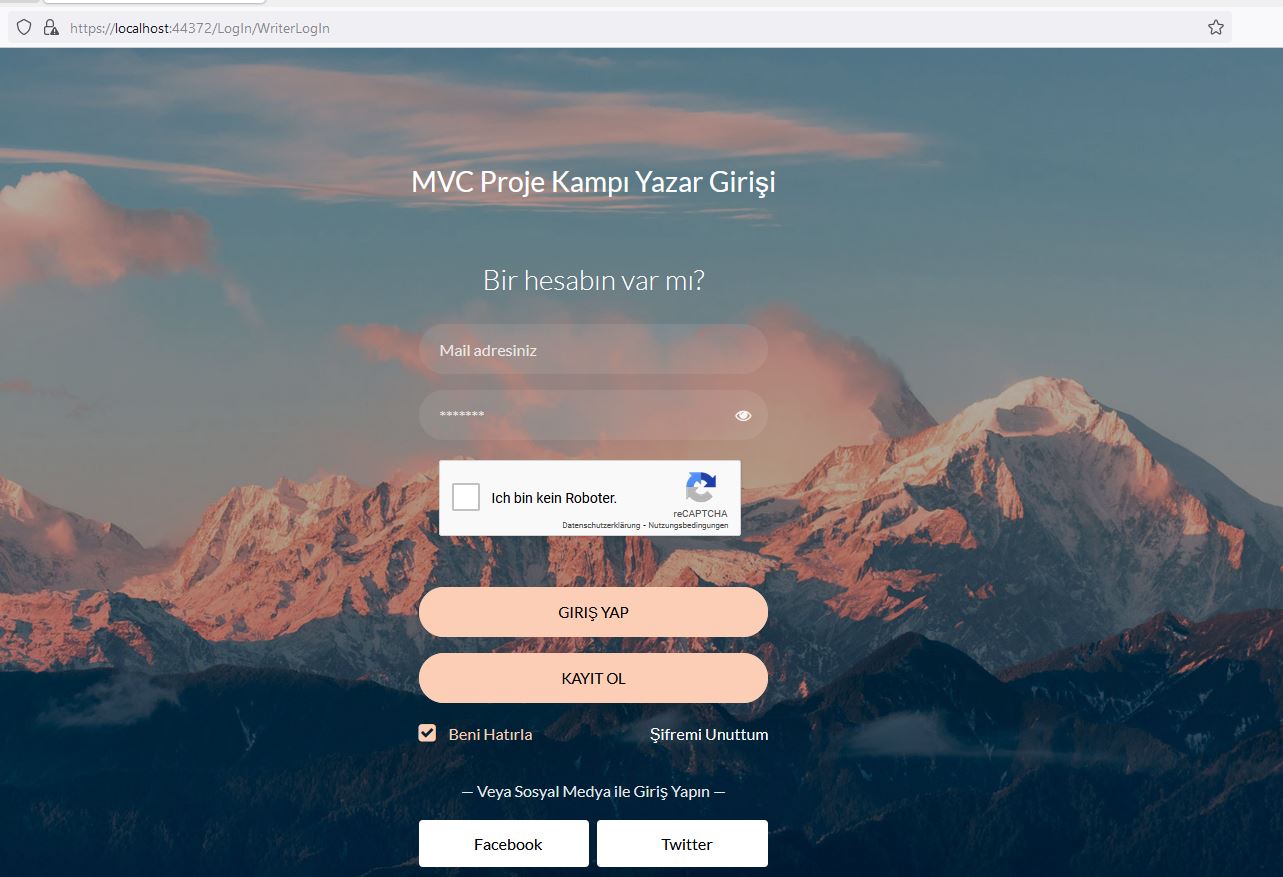 https://localhost:44372/LogIn/WriterLogIn
MVC Proje Kampı Yazar Girişi
Bir hesabın var mı?
Mail adresiniz
*******
Ich bin kein Roboter.
reCAPTCHA
Datenschutzerklärung - Nutzungsbedingungen
GIRIŞ YAP
KAYIT OL
Beni Hatırla Şifremi Unuttum
— Veya Sosyal Medya ile Giriş Yapın —
Facebook Twitter